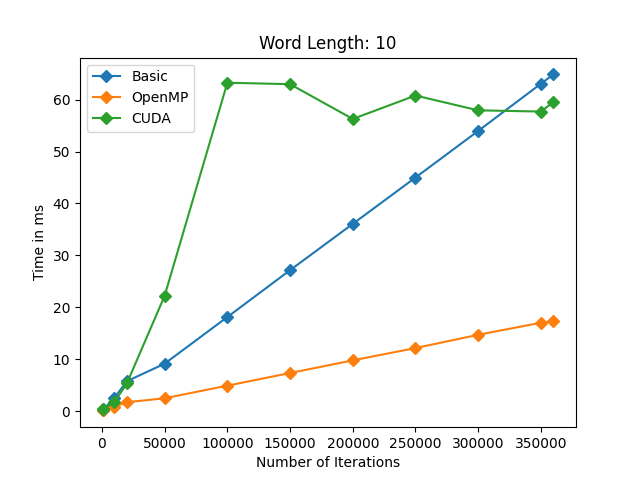 Word Length: 10
Basic
OpenMP
CUDA
Time in ms
60
50
40
30
20
10
0
0 50000 100000 150000 200000 250000 300000 350000
Number of Iterations